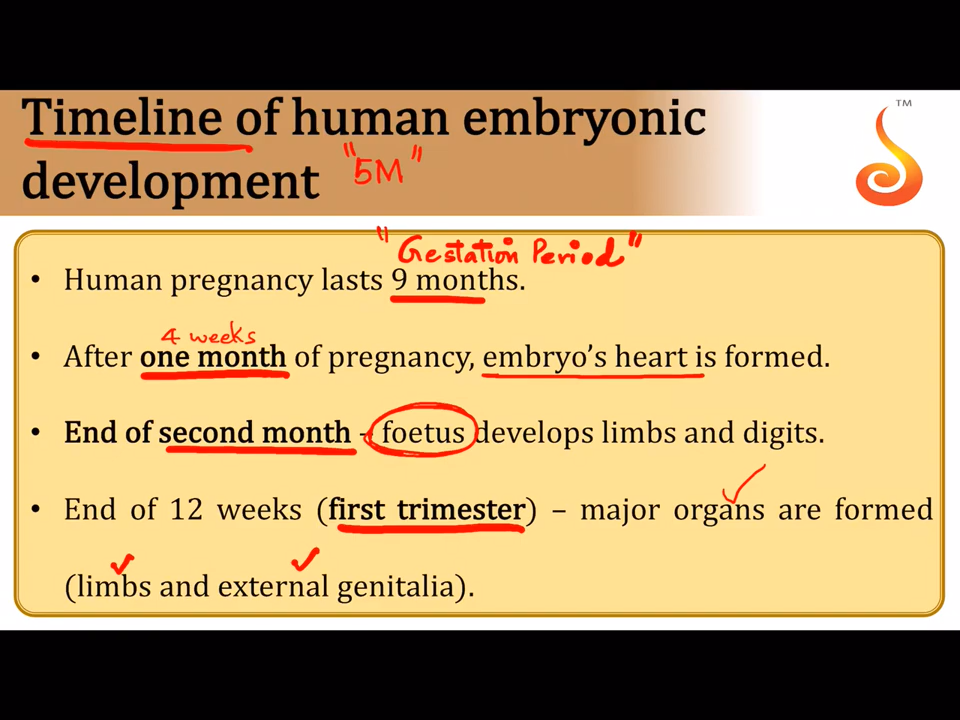 Timeline of human embryonic
development "5M"
"Gestation Period"
• Human pregnancy lasts 9 months.
4 weeks
• After one month of pregnancy, embryo's heart is formed.
• End of second month – foetus develops limbs and digits.
• End of 12 weeks (first trimester) – major organs are formed
(limbs and external genitalia).
TM